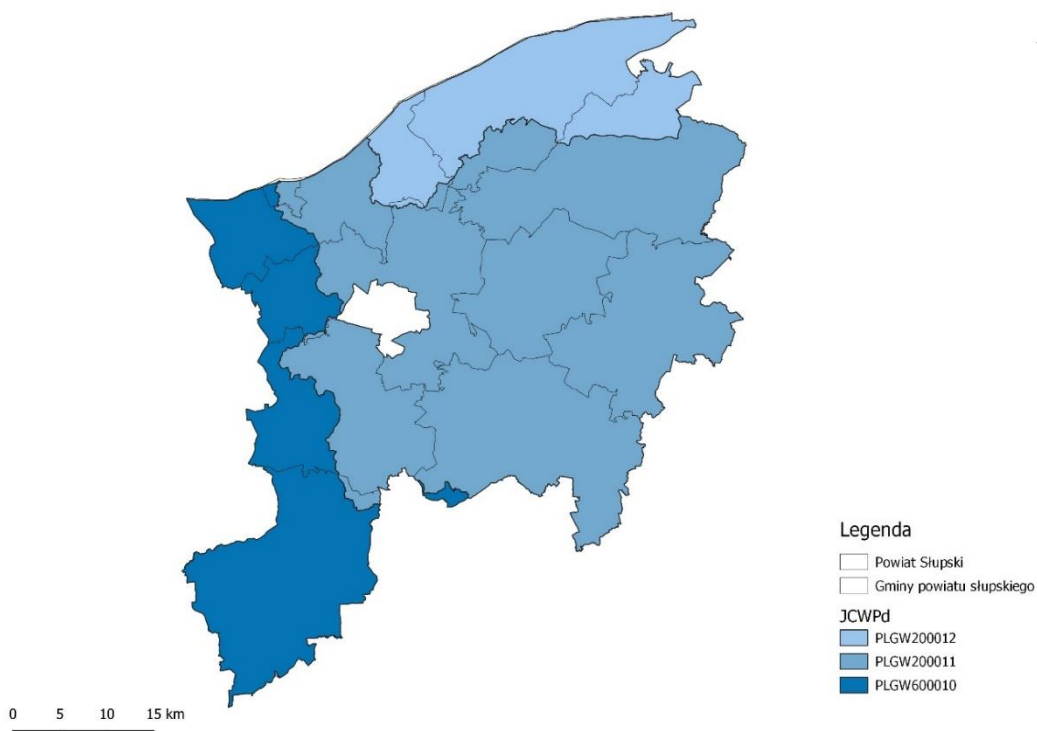 Legenda
Powiat Słupski
Gminy powiatu słupskiego
JCWPd
PLGW200012
PLGW200011
PLGW600010
0 5 10 15 km